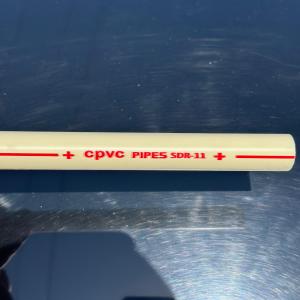 + cpvc PIPES SDR-11 +